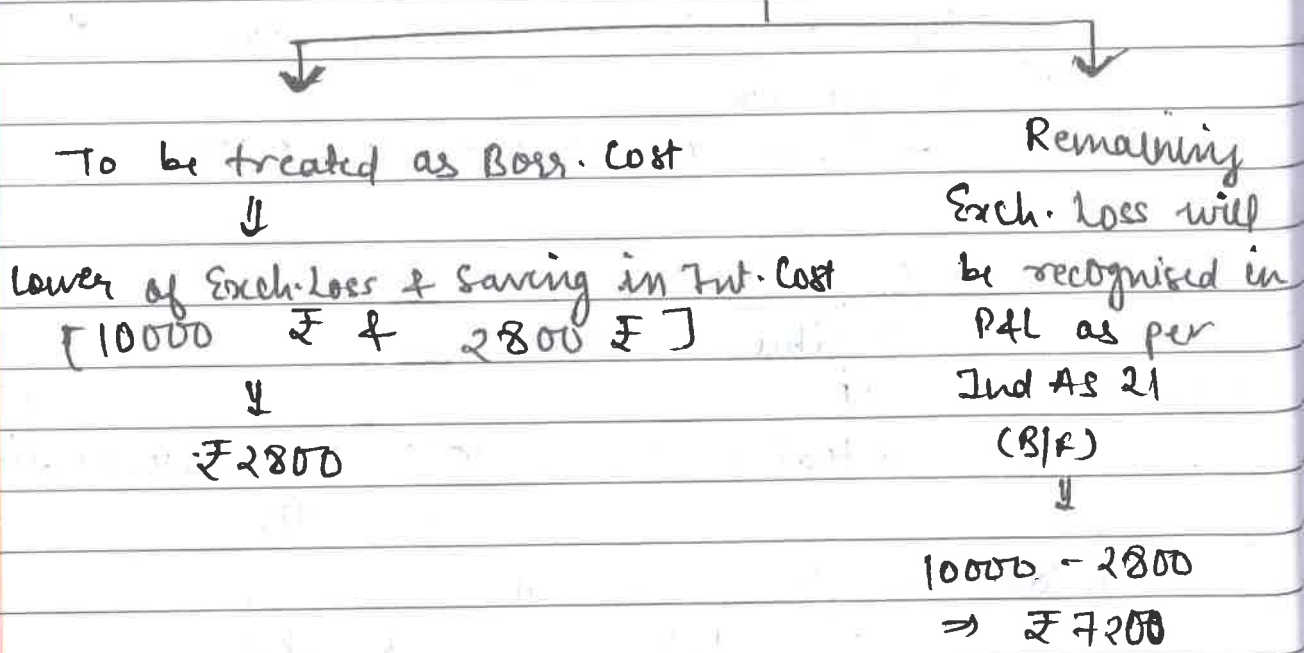 To be treated as Borr. Cost
⇓
Lower of Exch. Loss & Saving in Int. Cost
[10000 ₹ & 2800 ₹]
⇓
₹2800
Remaining
Exch. Loss will
be recognised in
P&L as per
Ind AS 21
(B/F)
⇓
10000 - 2800
⇒ ₹7200